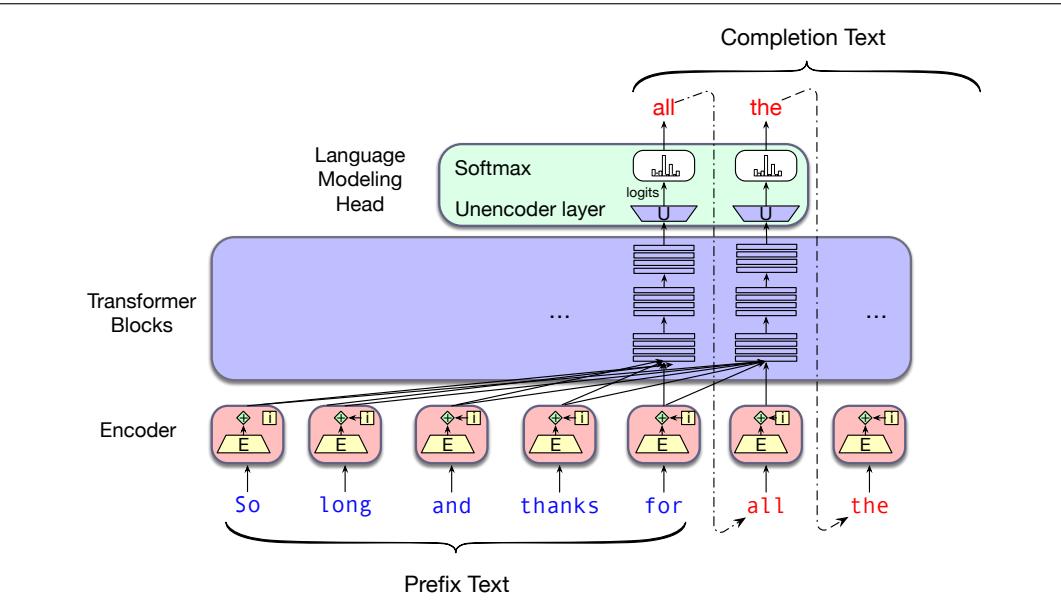 Completion Text
all the
Language
Modeling
Head
Softmax
logits
Unencoder layer U U
Transformer
Blocks
... ...
Encoder
i i i i i i i
E E E E E E E
So long and thanks for all the
Prefix Text